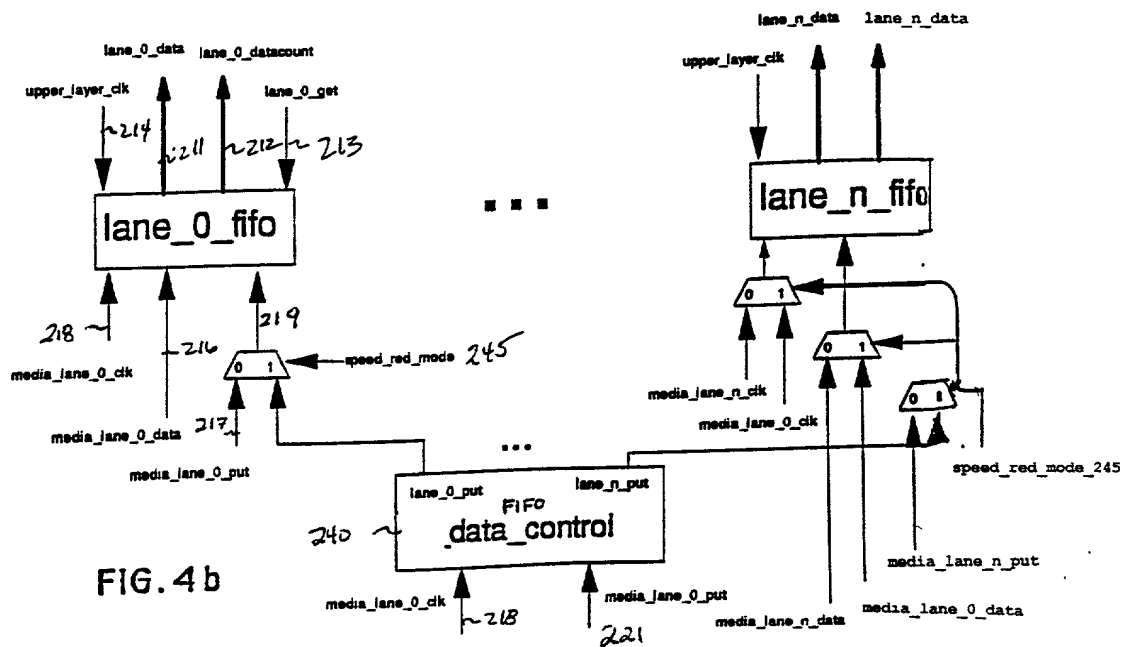 lane_n_data lane_n_data
lane_0_data lane_0_datacount
upper_layer_clk lane_0_get
upper_layer_clk
214 211 212 213
lane_0_fifo
...
lane_n_fifo
218 216 219
0 1
speed_red_mode 245
media_lane_0_clk
217
media_lane_0_data
media_lane_0_put
0 1
0 1
media_lane_n_clk
media_lane_0_clk
0 1
...
speed_red_mode_245
lane_0_put lane_n_put
FIFO
240 data_control
media_lane_n_put
FIG. 4b
media_lane_0_clk media_lane_0_put
media_lane_n_data media_lane_0_data
218 221